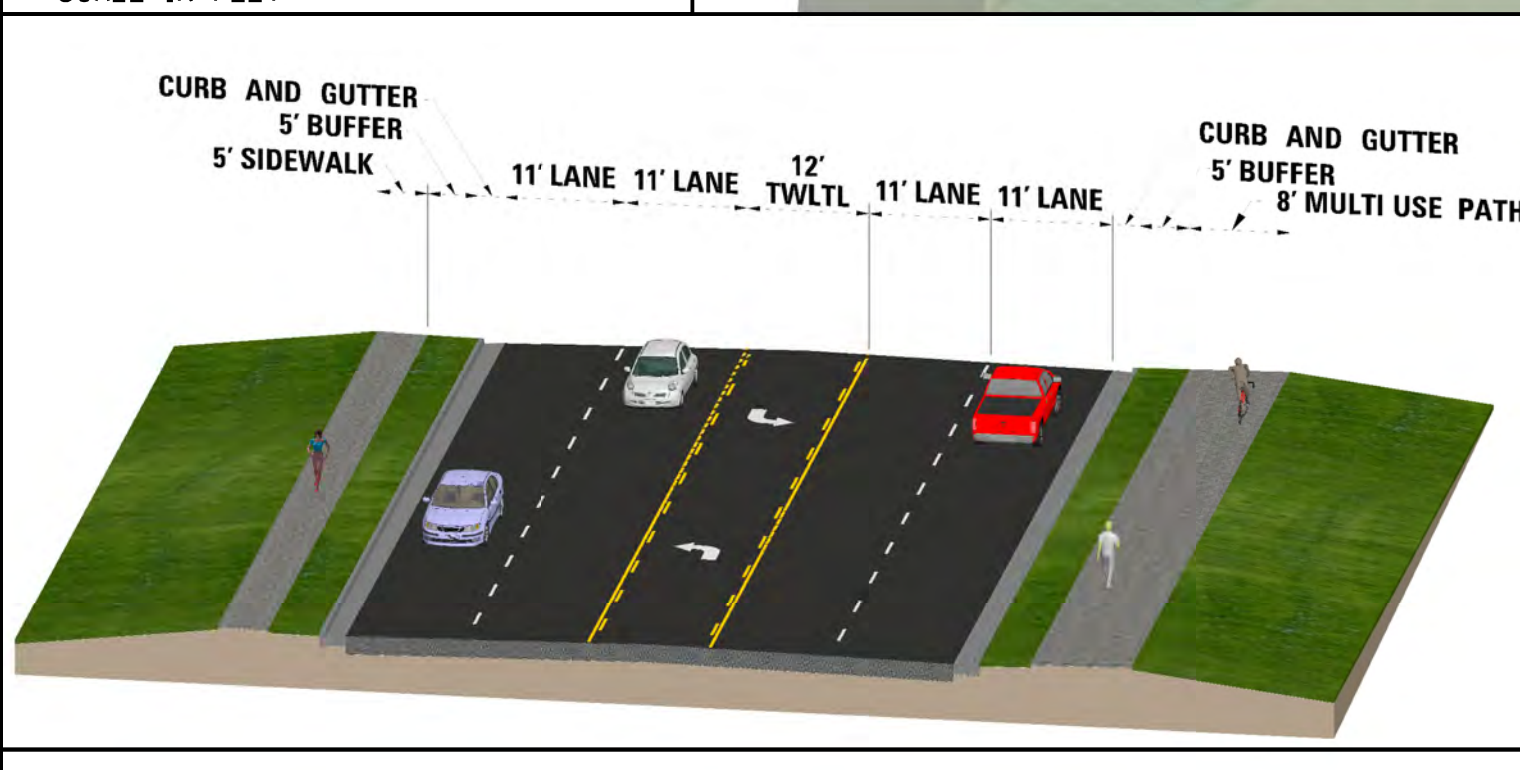 CURB AND GUTTER
5' BUFFER
5' SIDEWALK
11' LANE
11' LANE
12'
TWLTL
11' LANE
11' LANE
CURB AND GUTTER
5' BUFFER
8' MULTI USE PATH